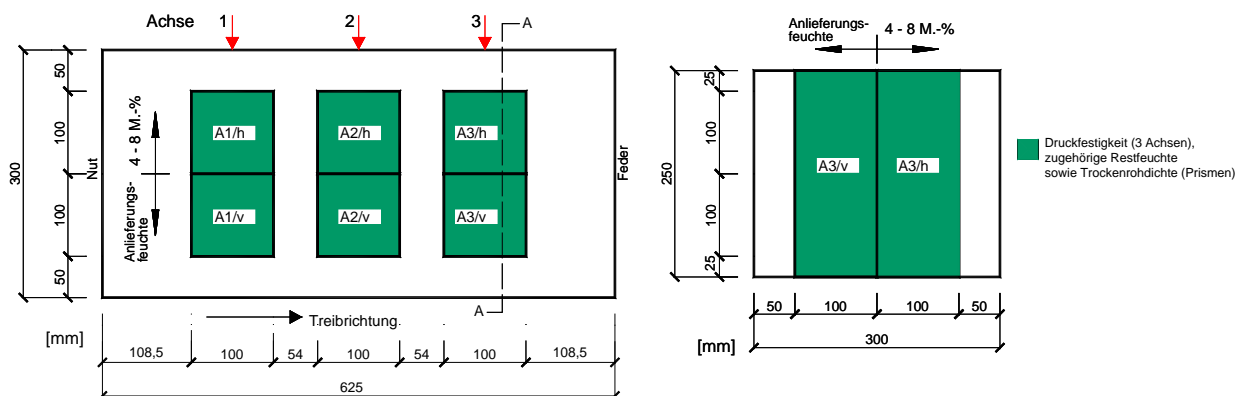 Achse 1 2 3 A
50
100
100
50
300
Nut
4 - 8 M.-%
Anlieferungs-
feuchte
A1/h A2/h A3/h
A1/v A2/v A3/v
Feder
A
Treibrichtung
[mm]
108,5 100 54 100 54 100 108,5
625
Anlieferungs-
feuchte
4 - 8 M.-%
25
100
100
25
250
A3/v A3/h
50 100 100 50
[mm]
300
Druckfestigkeit (3 Achsen),
zugehörige Restfeuchte
sowie Trockenrohdichte (Prismen)